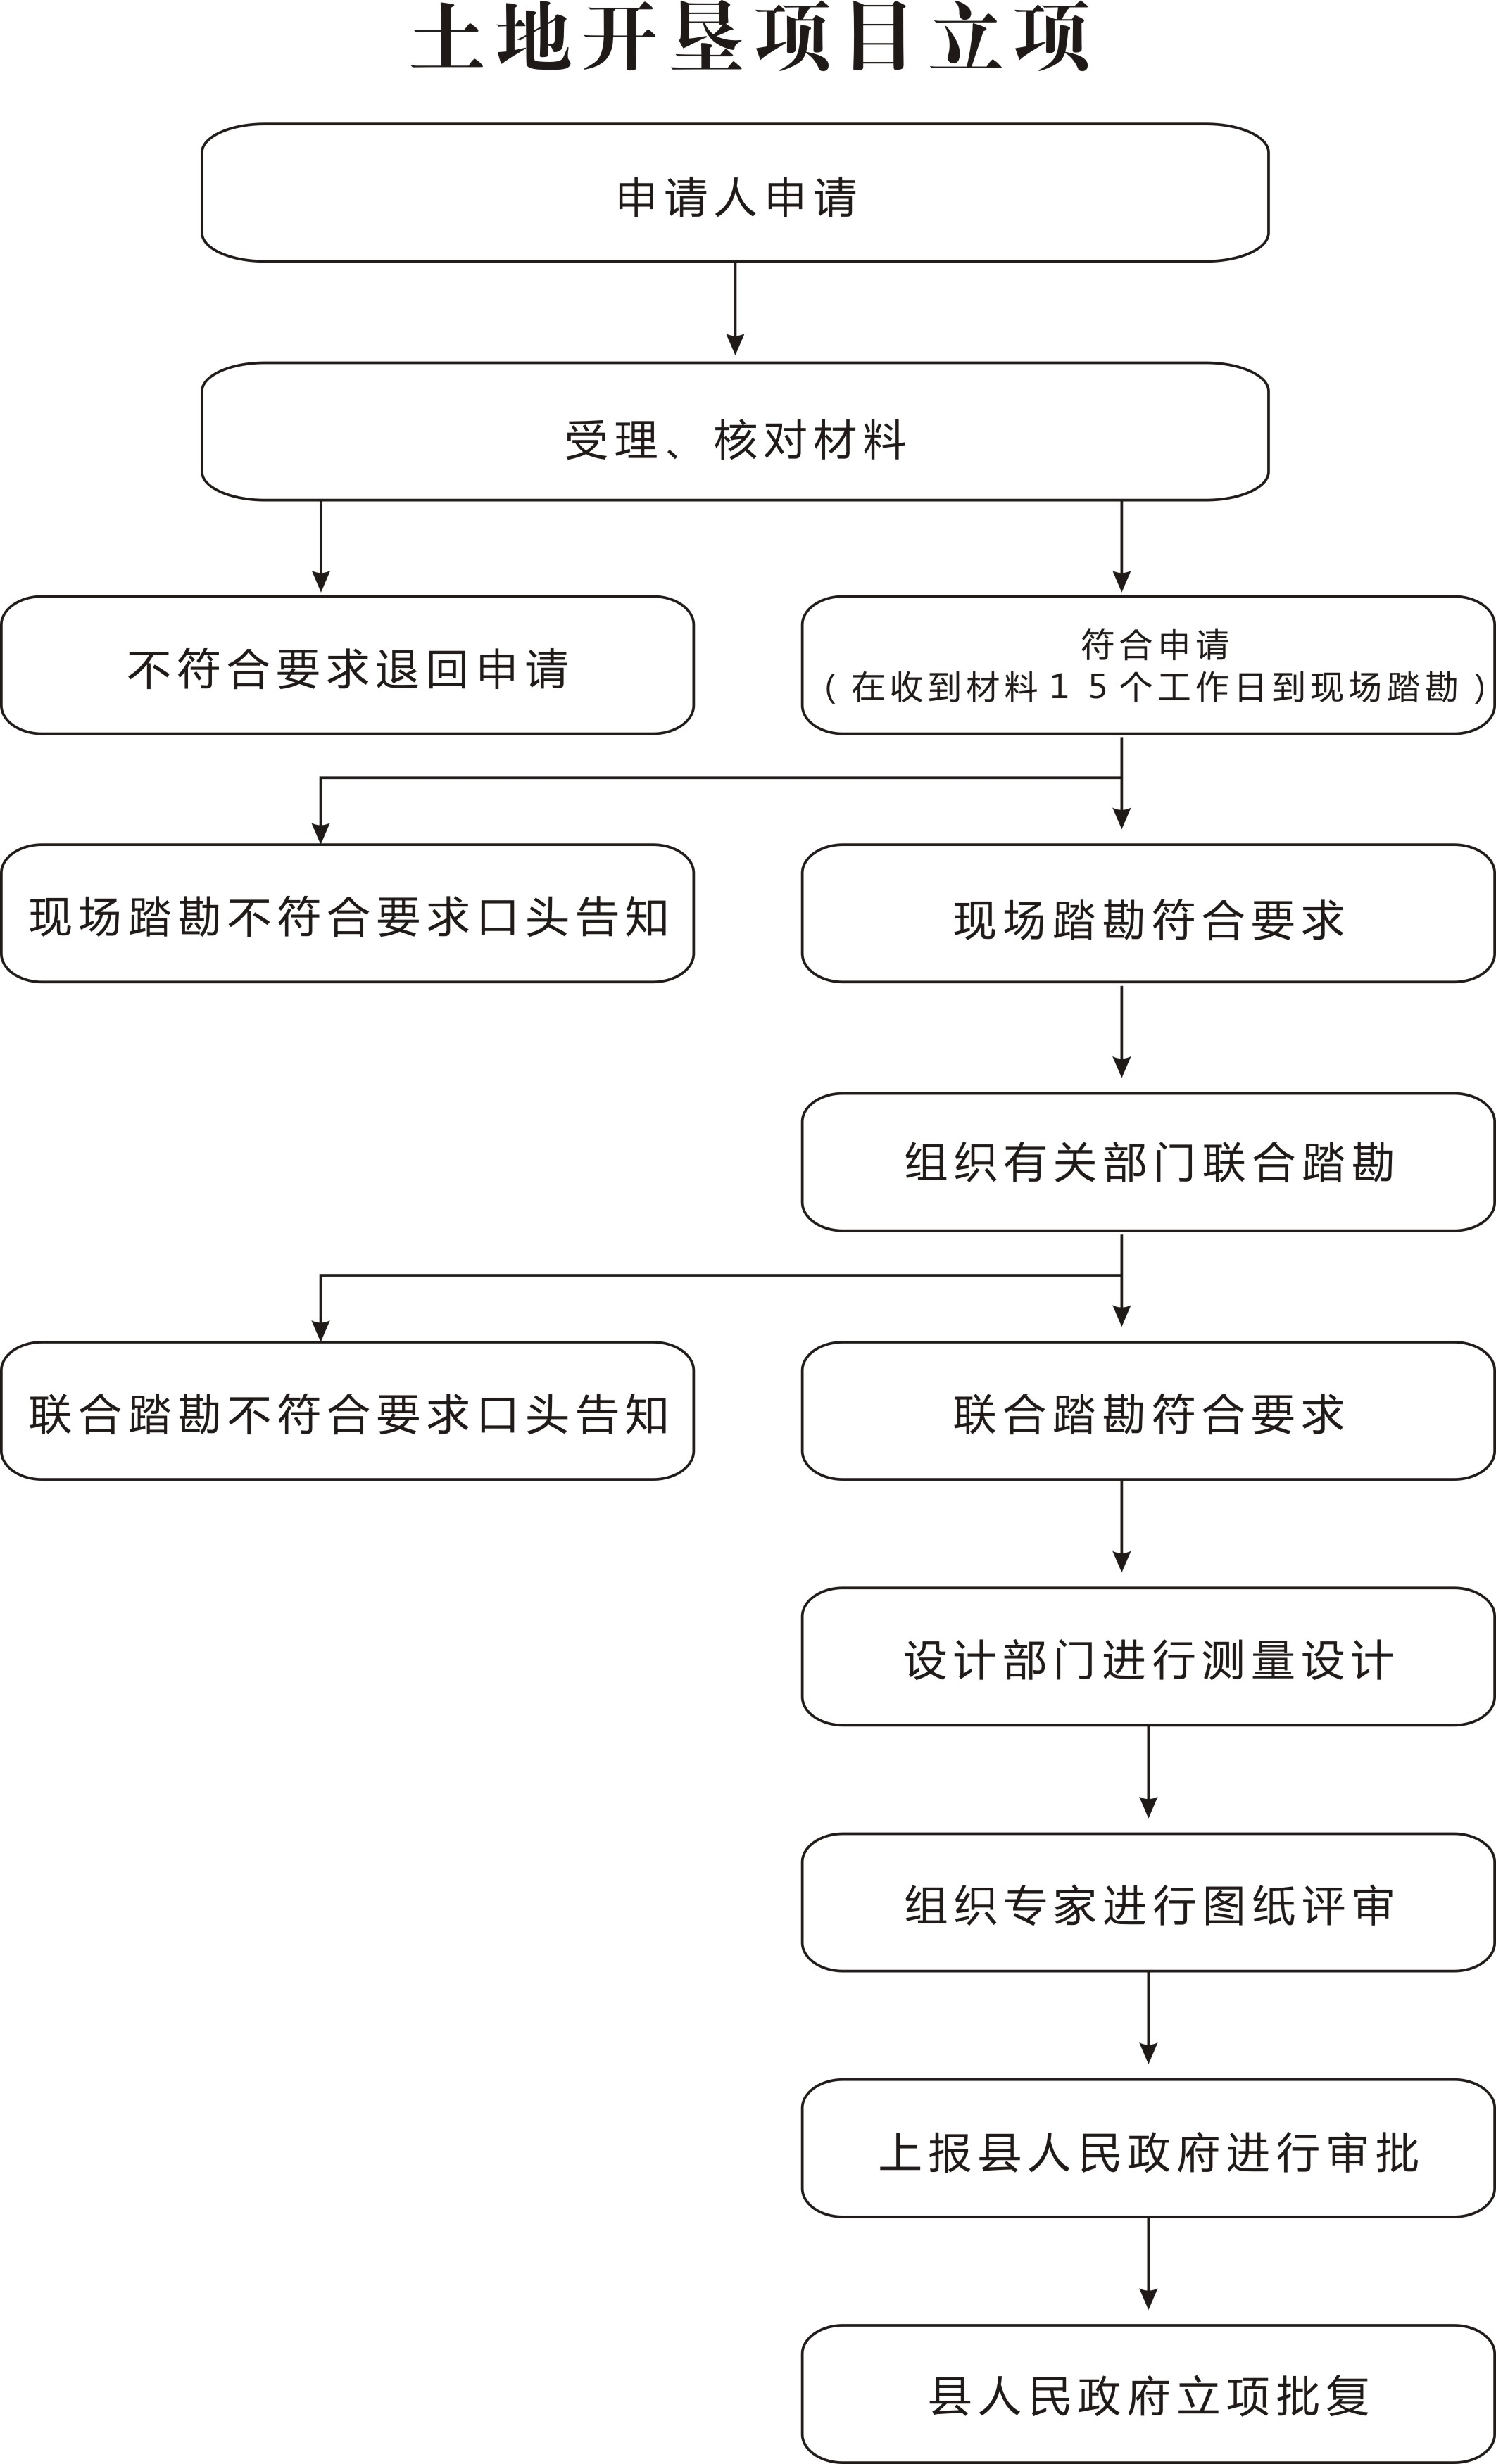 土地开垦项目立项
申请人申请
受理、核对材料
不符合要求退回申请
符合申请
(在收到材料15个工作日到现场踏勘)
现场踏勘不符合要求口头告知
现场踏勘符合要求
组织有关部门联合踏勘
联合踏勘不符合要求口头告知
联合踏勘符合要求
设计部门进行测量设计
组织专家进行图纸评审
上报县人民政府进行审批
县人民政府立项批复